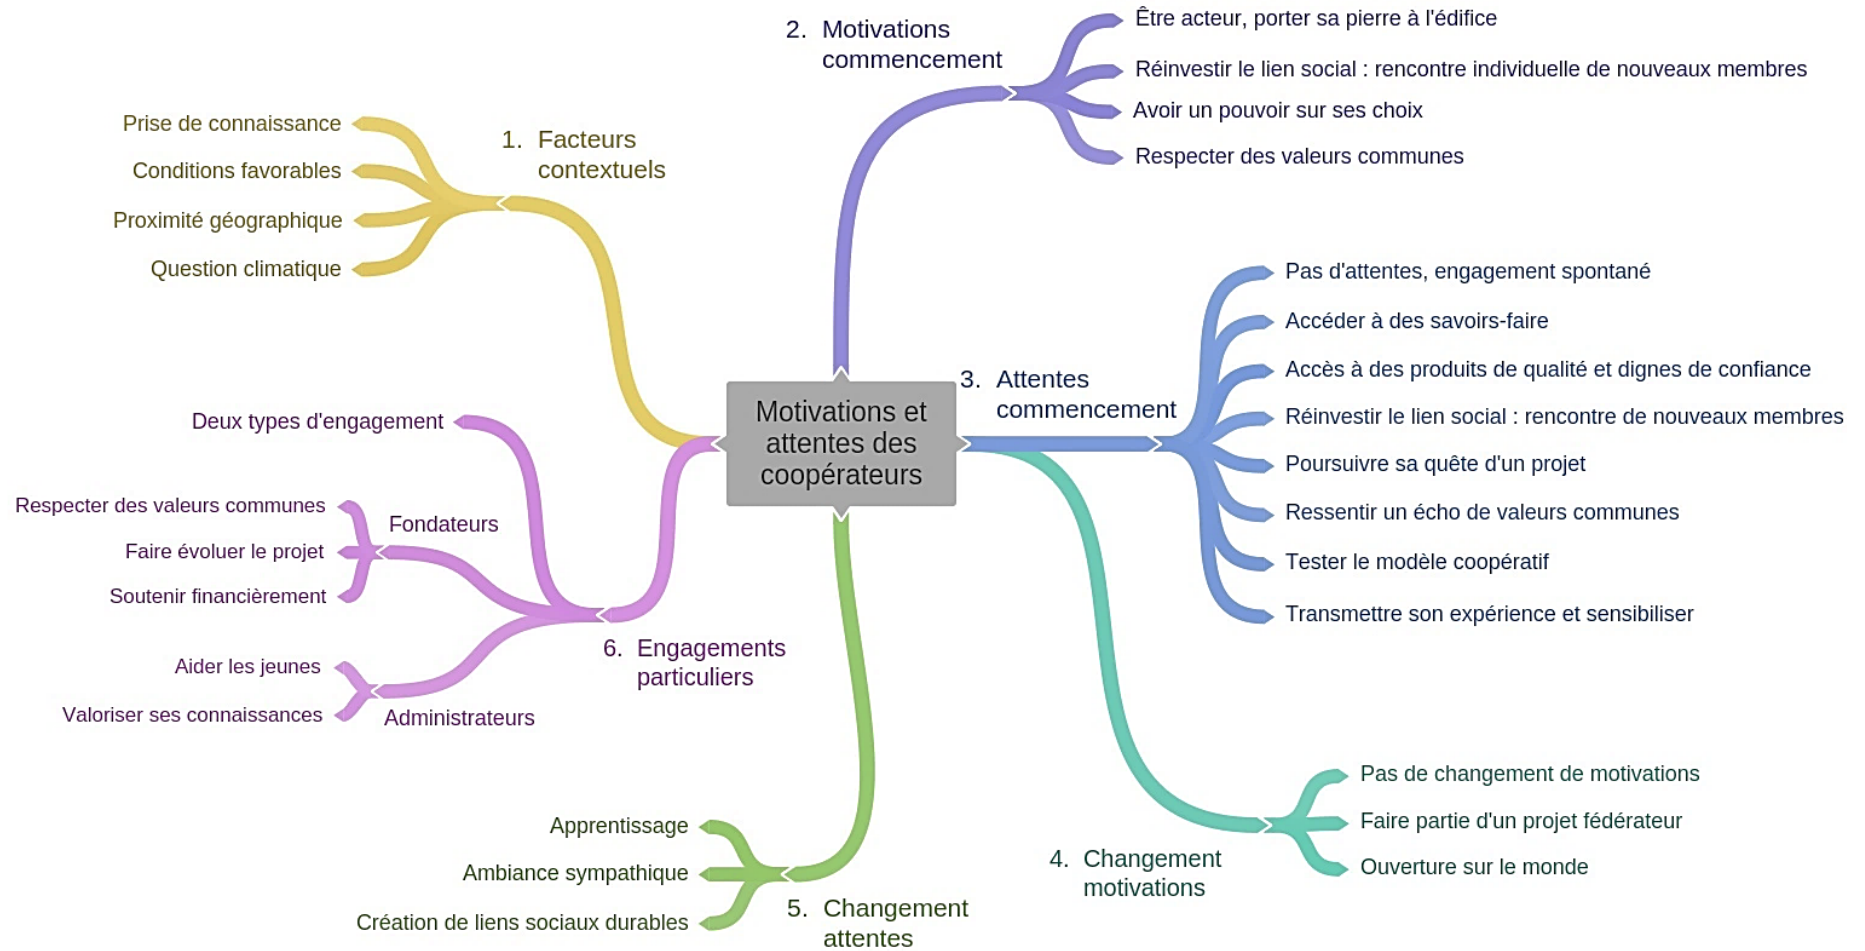 Motivations et
attentes des
coopérateurs
1. Facteurs
contextuels
Prise de connaissance
Conditions favorables
Proximité géographique
Question climatique
2. Motivations
commencement
Être acteur, porter sa pierre à l'édifice
Réinvestir le lien social : rencontre individuelle de nouveaux membres
Avoir un pouvoir sur ses choix
Respecter des valeurs communes
3. Attentes
commencement
Pas d'attentes, engagement spontané
Accéder à des savoirs-faire
Accès à des produits de qualité et dignes de confiance
Réinvestir le lien social : rencontre de nouveaux membres
Poursuivre sa quête d'un projet
Ressentir un écho de valeurs communes
Tester le modèle coopératif
Transmettre son expérience et sensibiliser
4. Changement
motivations
Pas de changement de motivations
Faire partie d'un projet fédérateur
Ouverture sur le monde
5. Changement
attentes
Apprentissage
Ambiance sympathique
Création de liens sociaux durables
6. Engagements
particuliers
Deux types d'engagement
Fondateurs
Respecter des valeurs communes
Faire évoluer le projet
Soutenir financièrement
Administrateurs
Aider les jeunes
Valoriser ses connaissances